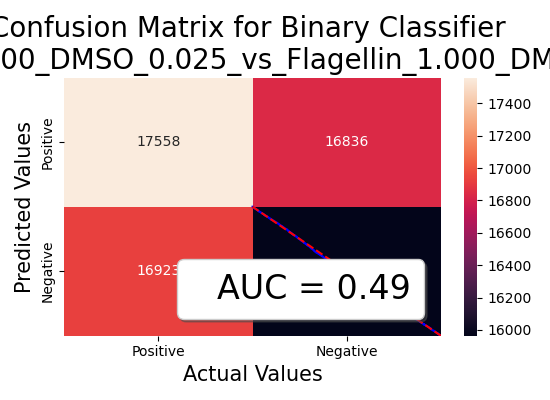 Confusion Matrix for Binary Classifier
00_DMSO_0.025_vs_Flagellin_1.000_DM
Predicted Values
Positive
Negative
17558
16836
16923
AUC = 0.49
Positive
Negative
Actual Values
17400
17200
17000
16800
16600
16400
16200
16000